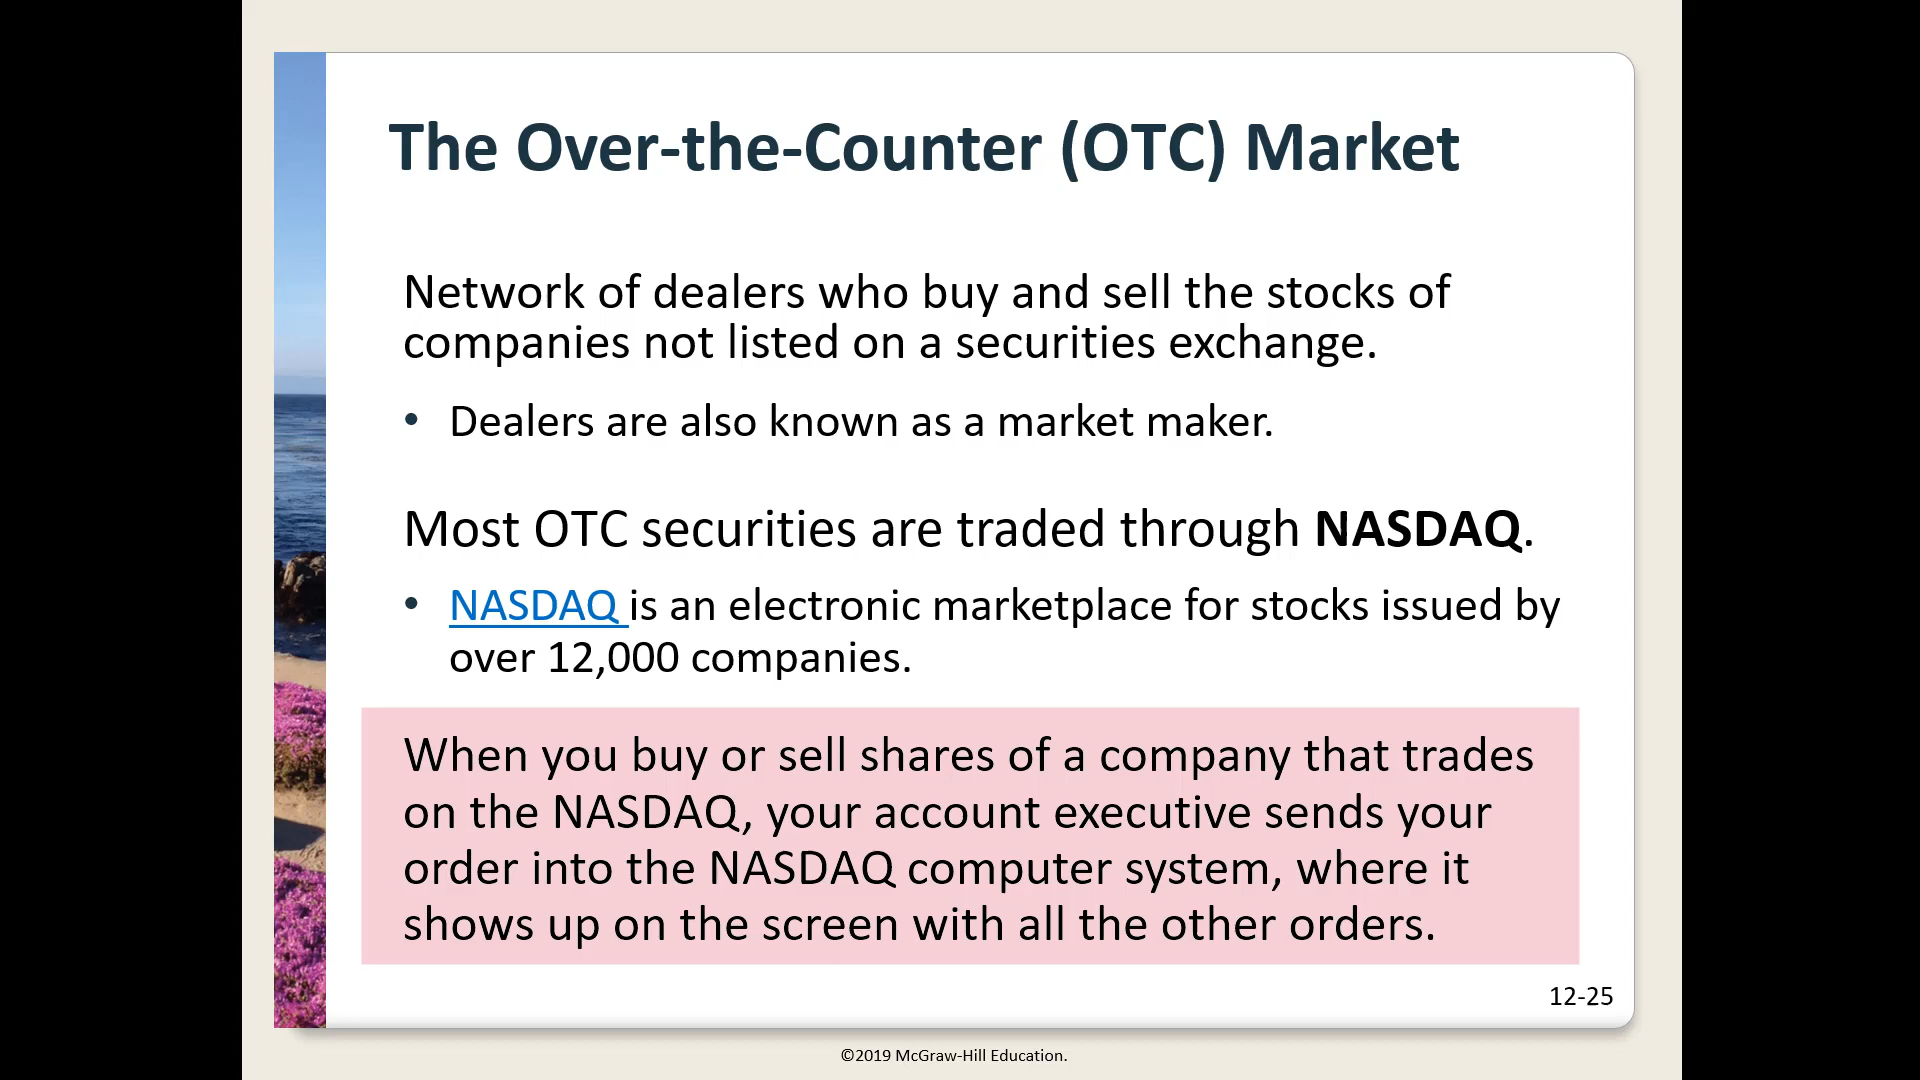 The Over-the-Counter (OTC) Market
Network of dealers who buy and sell the stocks of
companies not listed on a securities exchange.
• Dealers are also known as a market maker.
Most OTC securities are traded through NASDAQ.
• NASDAQ is an electronic marketplace for stocks issued by
over 12,000 companies.
When you buy or sell shares of a company that trades
on the NASDAQ, your account executive sends your
order into the NASDAQ computer system, where it
shows up on the screen with all the other orders.
12-25
©2019 McGraw-Hill Education.